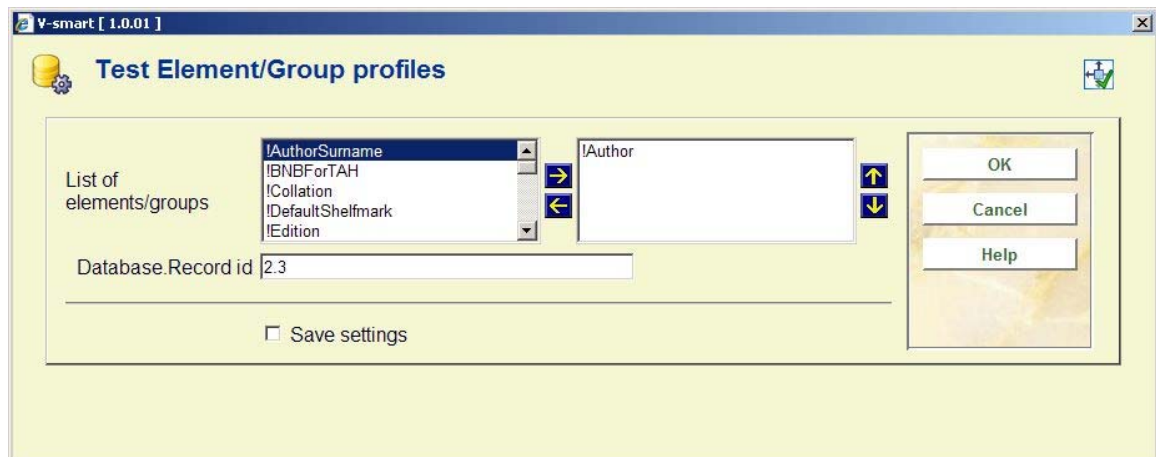 V-smart [ 1.0.01 ]
Test Element/Group profiles
List of
elements/groups
!AuthorSurname
!BNBForTAH
!Collation
!DefaultShelfmark
!Edition
!Author
OK
Cancel
Help
Database.Record id 2.3
Save settings